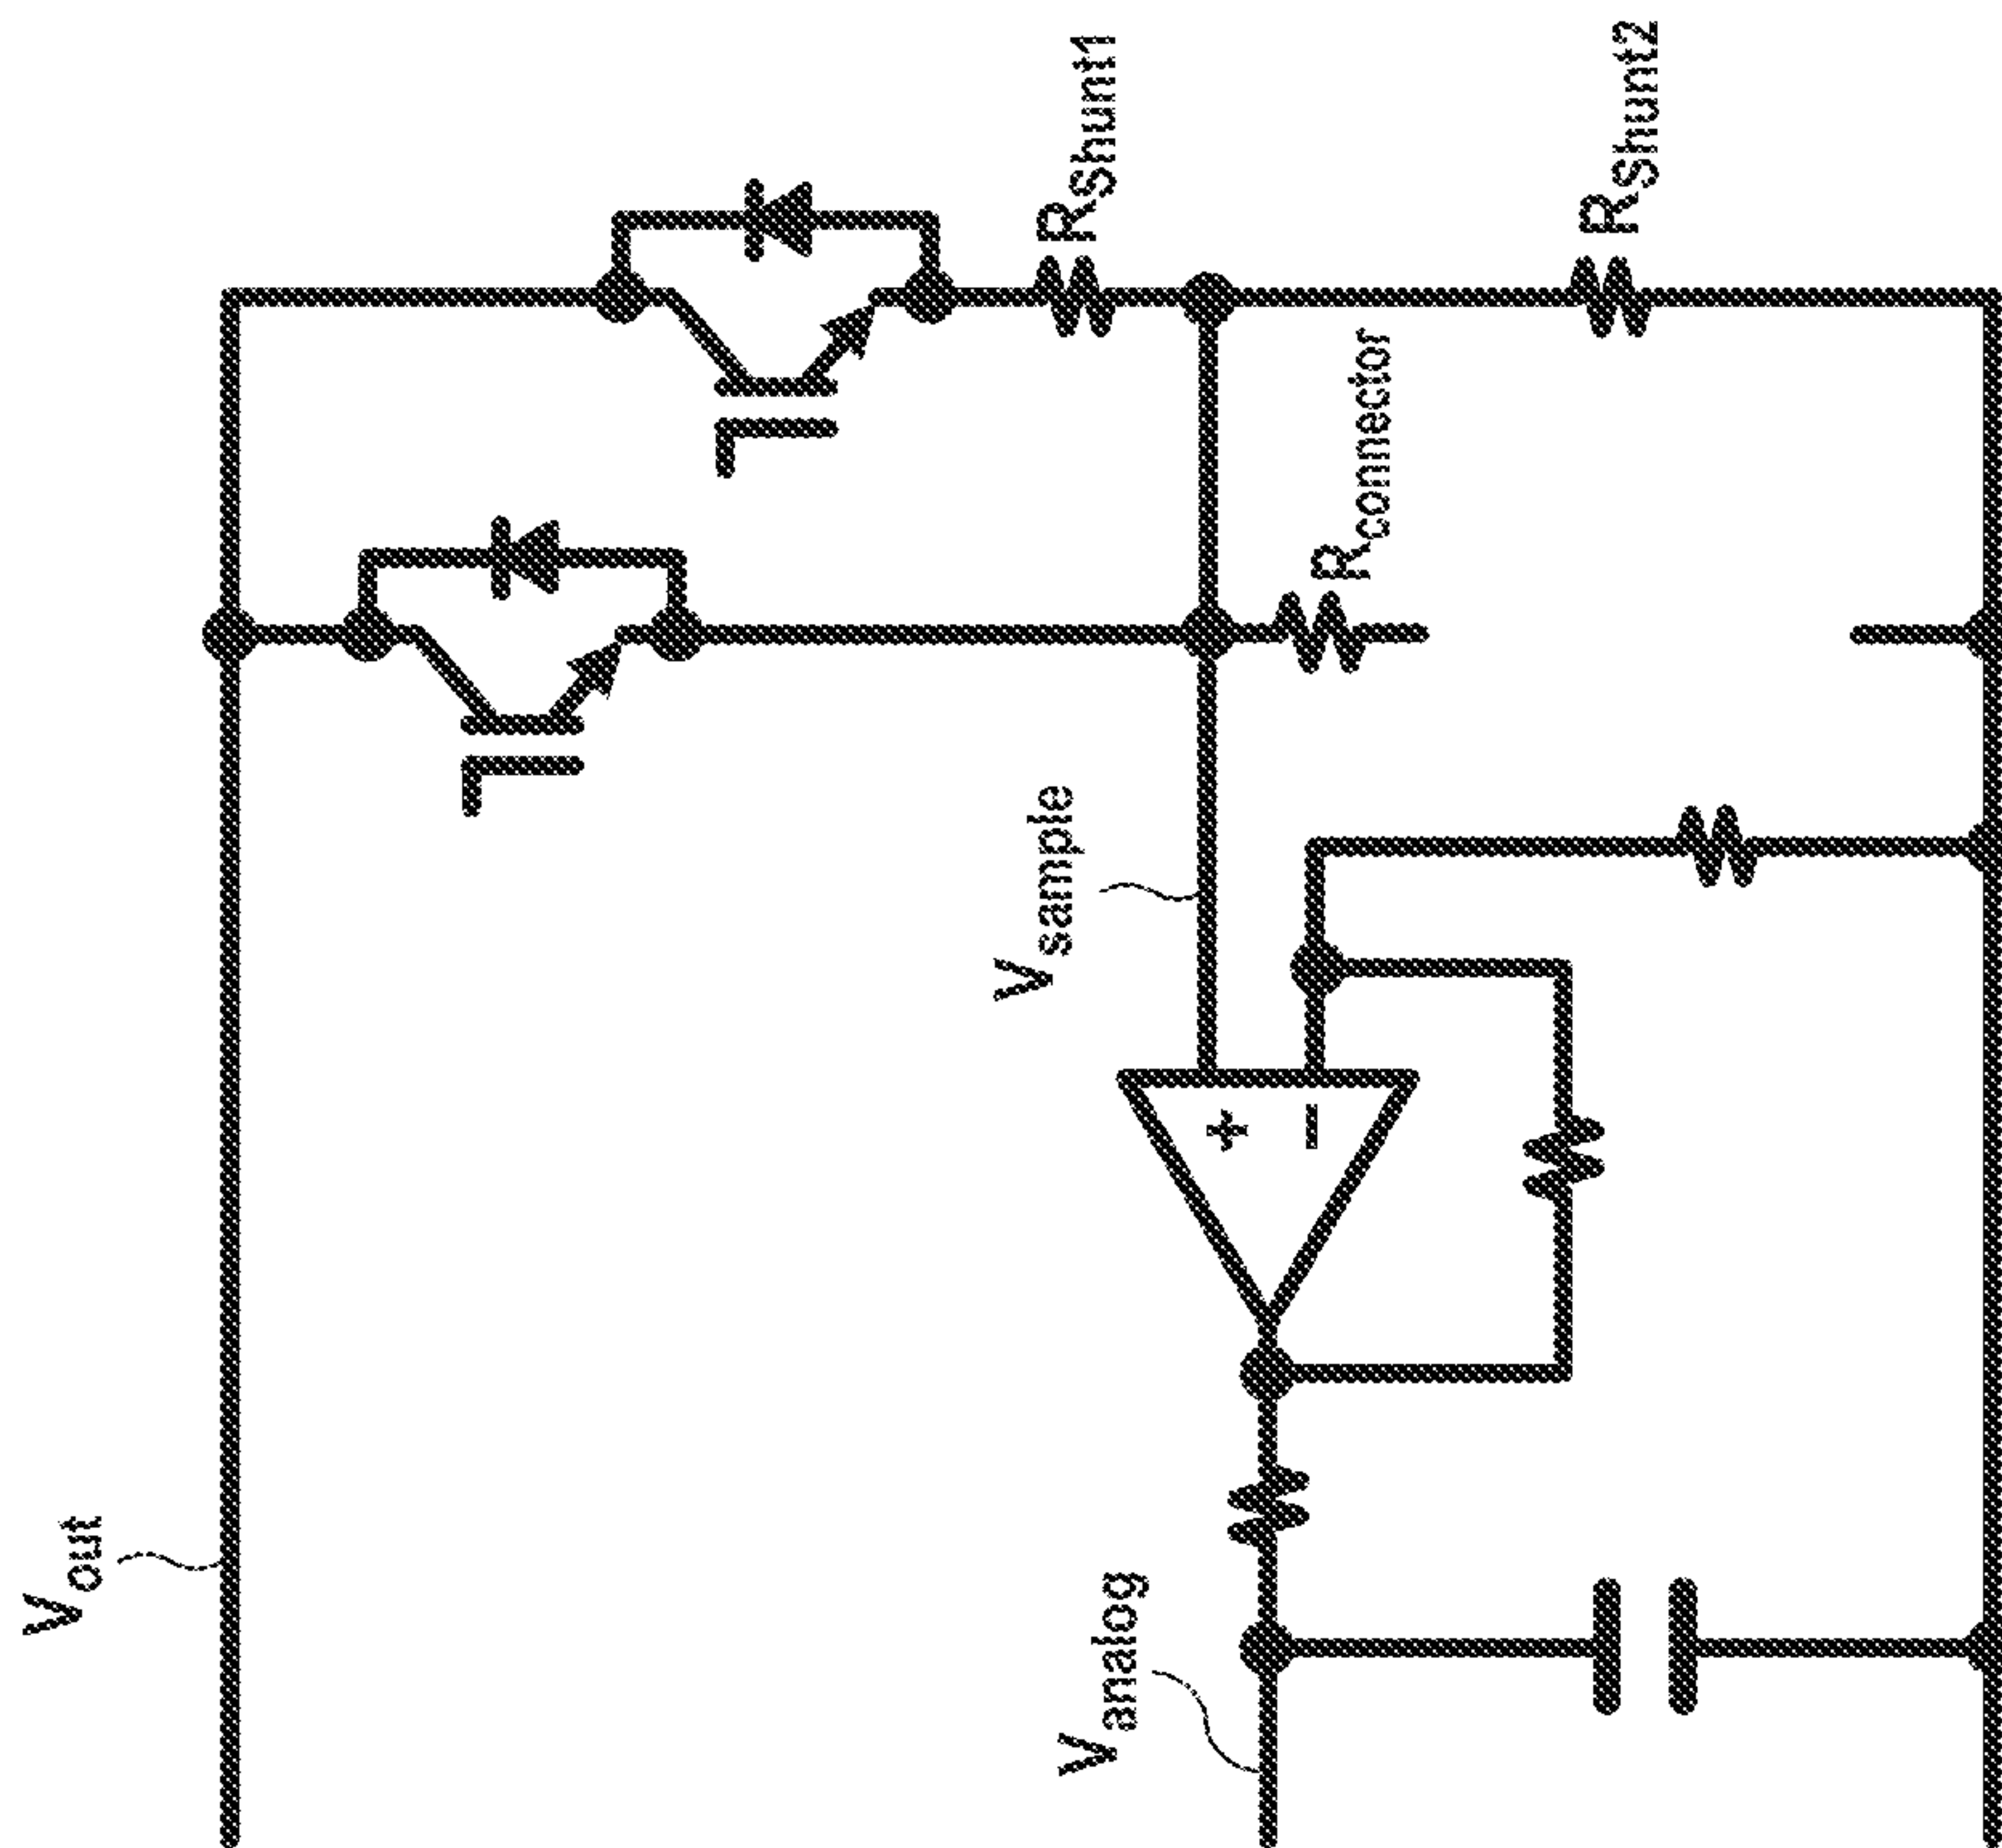 Vout
Rshunt1
Rshunt2
Rconnector
Vsample
+
−
Vanalog